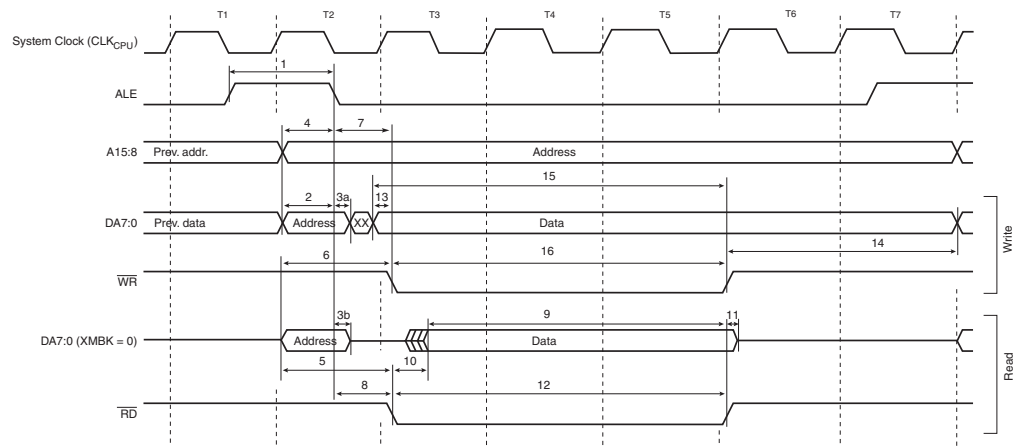 T1 T2 T3 T4 T5 T6 T7
System Clock (CLKCPU)
1
ALE
4 7
A15:8 Prev. addr. Address
15
2 3a 13
DA7:0 Prev. data Address XX Data
14
6 16
WR
Write
3b 9 11
DA7:0 (XMBK = 0) Address Data
5 10
8 12
RD
Read